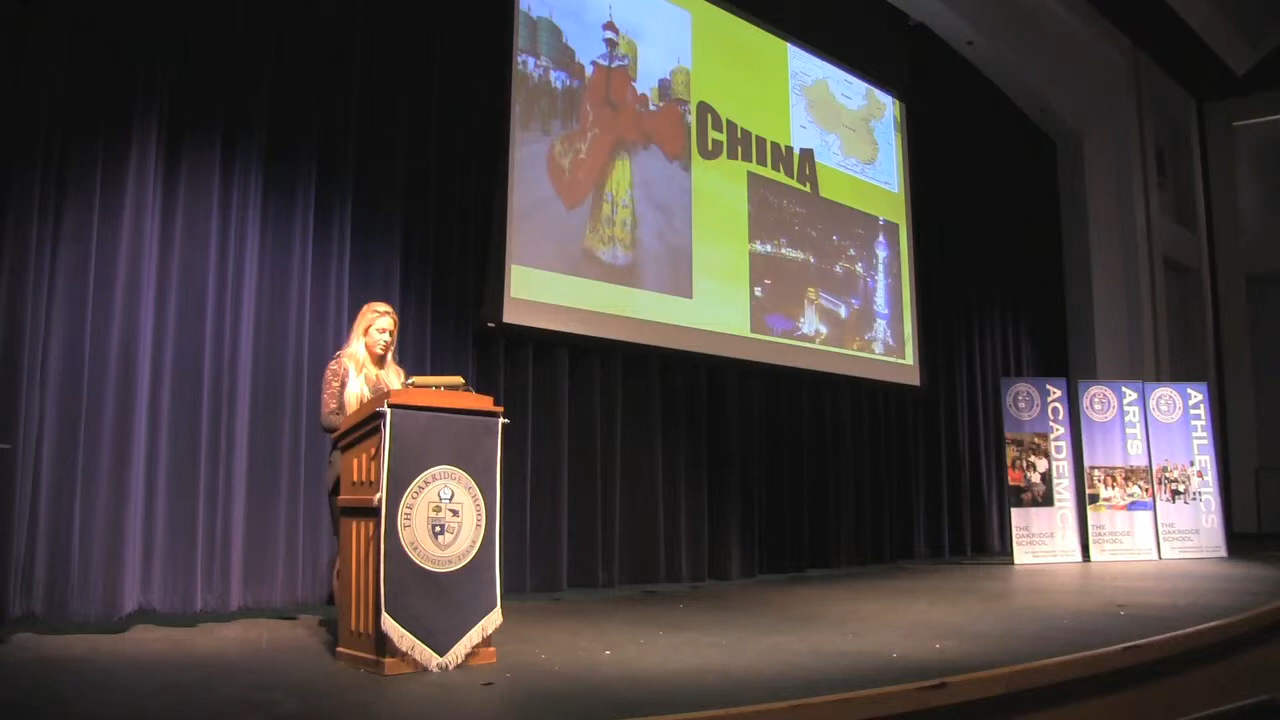 CHINA
THE OAKRIDGE SCHOOL
ARLINGTON, TEXAS
ACADEMICS
THE
OAKRIDGE
SCHOOL
ARTS
THE
OAKRIDGE
SCHOOL
ATHLETICS
THE
OAKRIDGE
SCHOOL